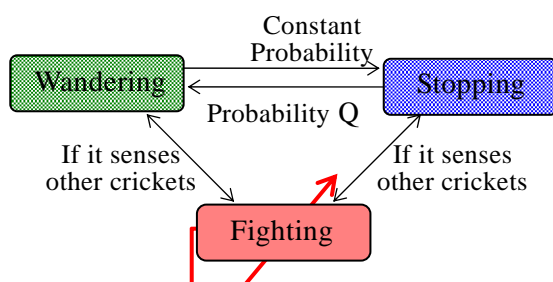 Constant
Probability
Wandering
Stopping
Probability Q
If it senses
other crickets
If it senses
other crickets
Fighting